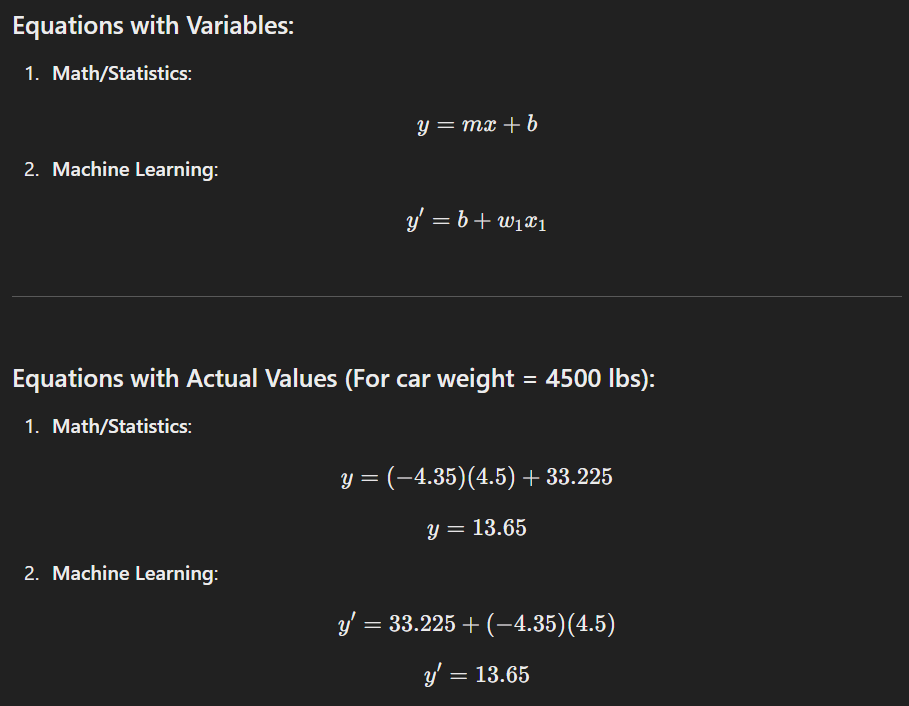 Equations with Variables:
1. Math/Statistics:
y = mx + b
2. Machine Learning:
y′ = b + w₁x₁
Equations with Actual Values (For car weight = 4500 lbs):
1. Math/Statistics:
y = (−4.35)(4.5) + 33.225
y = 13.65
2. Machine Learning:
y′ = 33.225 + (−4.35)(4.5)
y′ = 13.65